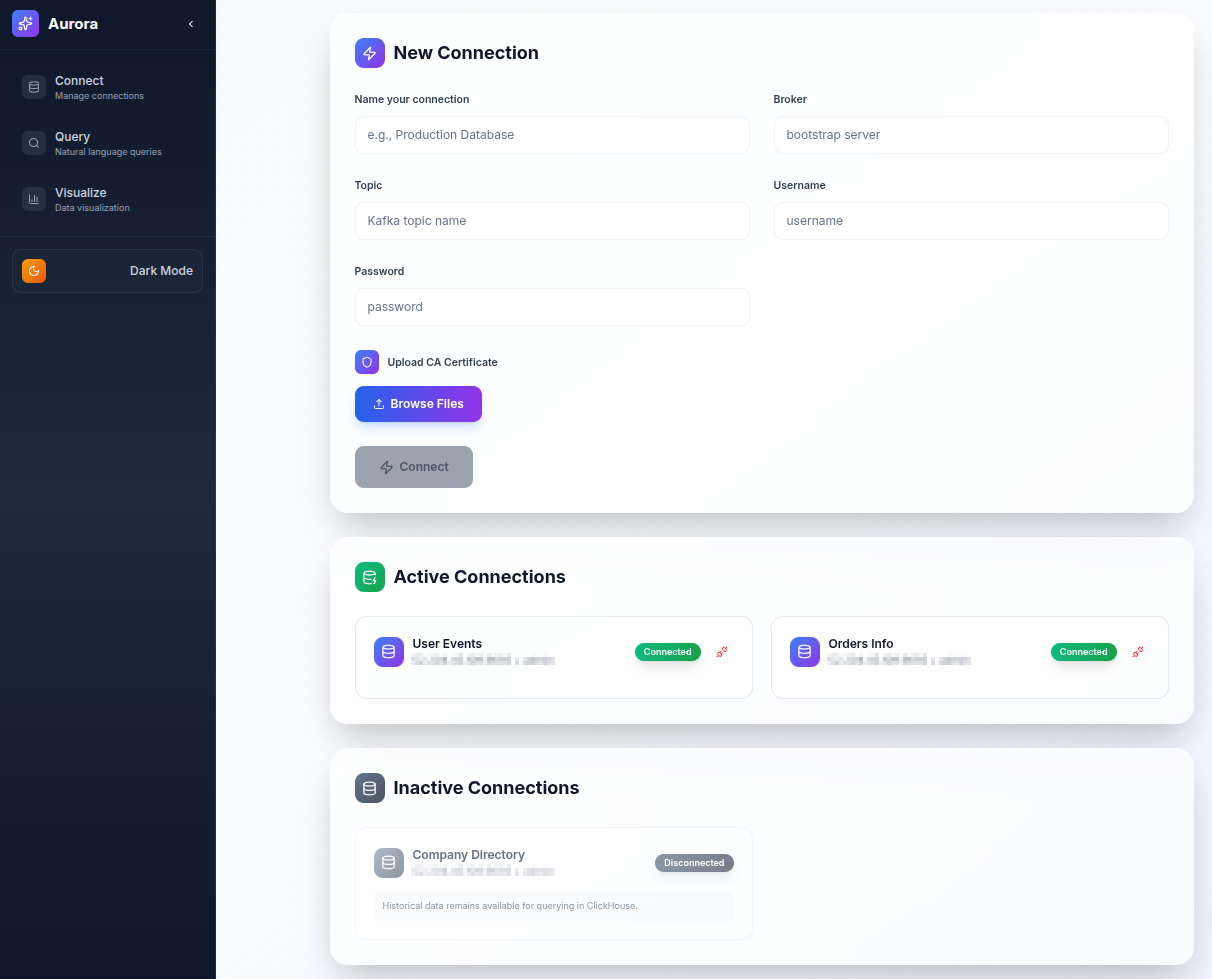 Aurora
Connect
Manage connections
Query
Natural language queries
Visualize
Data visualization
Dark Mode
New Connection
Name your connection
e.g., Production Database
Broker
bootstrap server
Topic
Kafka topic name
Username
username
Password
password
Upload CA Certificate
Browse Files
Connect
Active Connections
User Events
Connected
Orders Info
Connected
Inactive Connections
Company Directory
Disconnected
Historical data remains available for querying in ClickHouse.